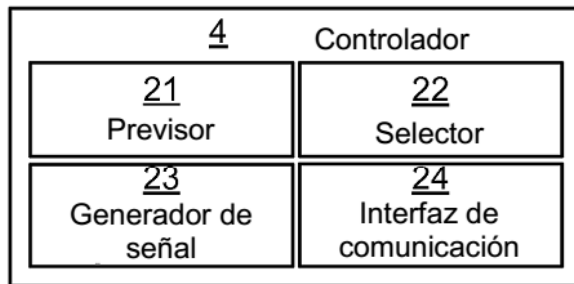 4 Controlador
21 22
Previsor Selector
23 24
Generador de señal Interfaz de comunicación